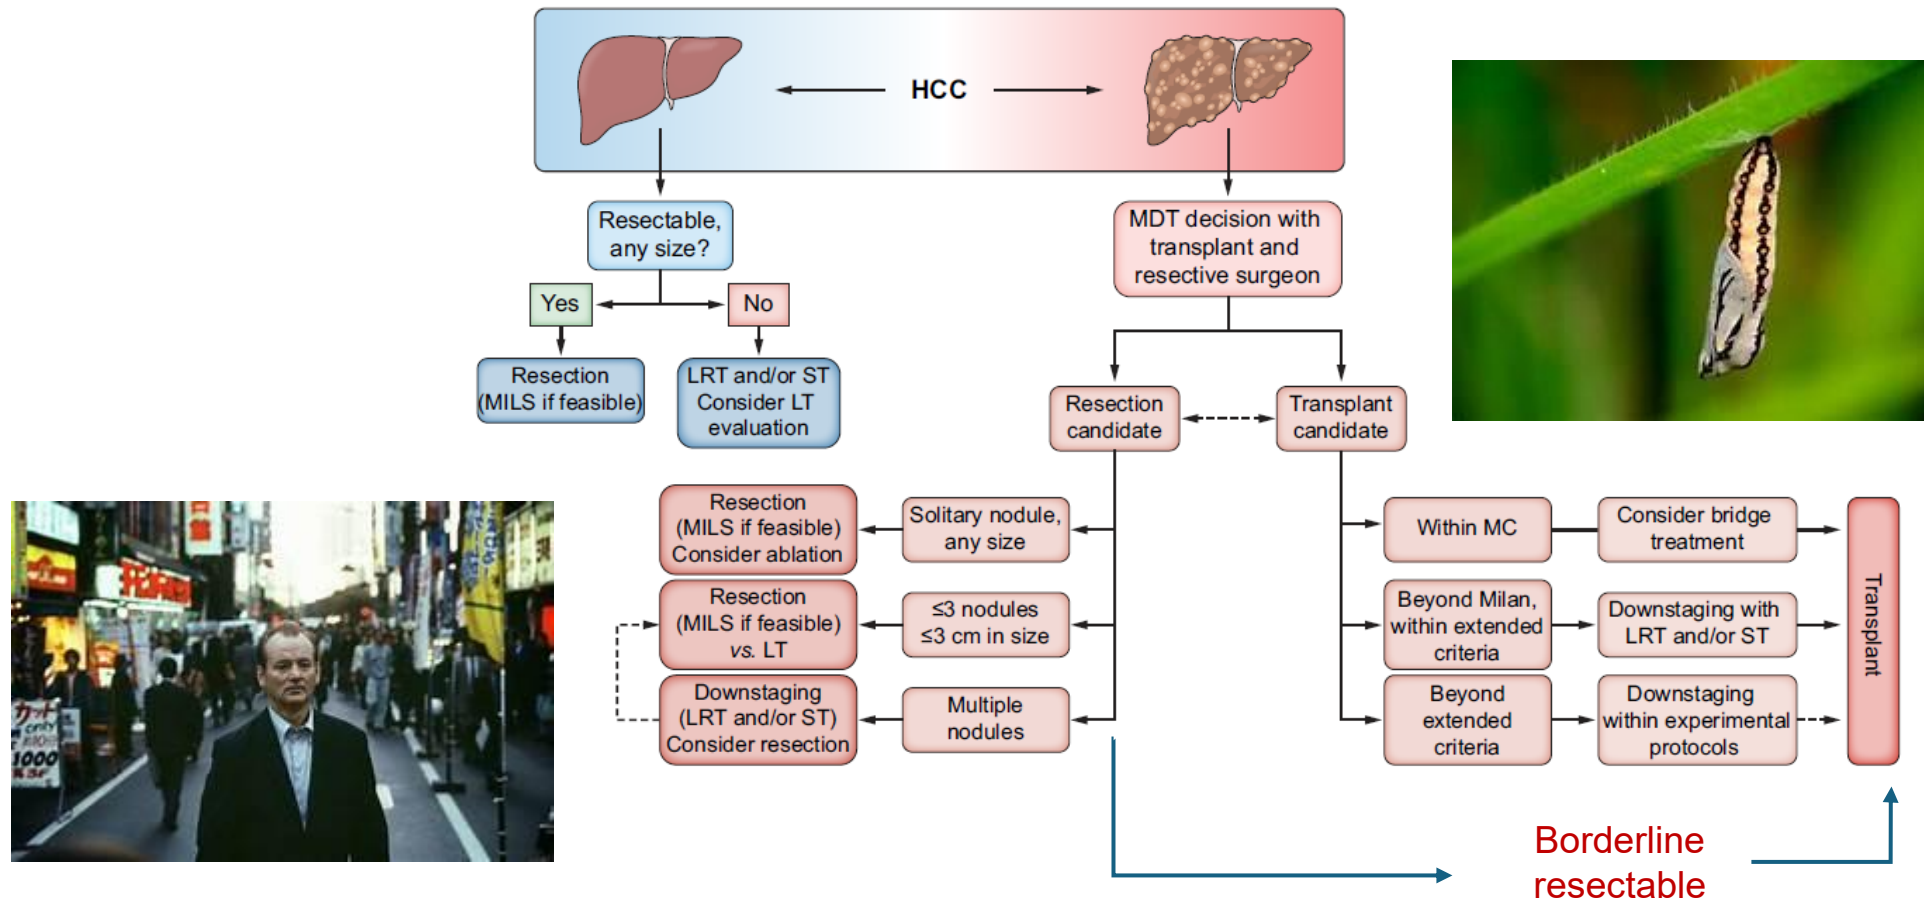 HCC
Resectable,
any size?
Yes
No
Resection
(MILS if feasible)
LRT and/or ST
Consider LT
evaluation
MDT decision with
transplant and
resective surgeon
Resection
candidate
Transplant
candidate
Resection
(MILS if feasible)
Consider ablation
Solitary nodule,
any size
Resection
(MILS if feasible)
vs. LT
≤3 nodules
≤3 cm in size
Downstaging
(LRT and/or ST)
Consider resection
Multiple
nodules
Within MC
Consider bridge
treatment
Beyond Milan,
within extended
criteria
Downstaging with
LRT and/or ST
Beyond
extended
criteria
Downstaging
within experimental
protocols
Transplant
Borderline
resectable
カット
1000